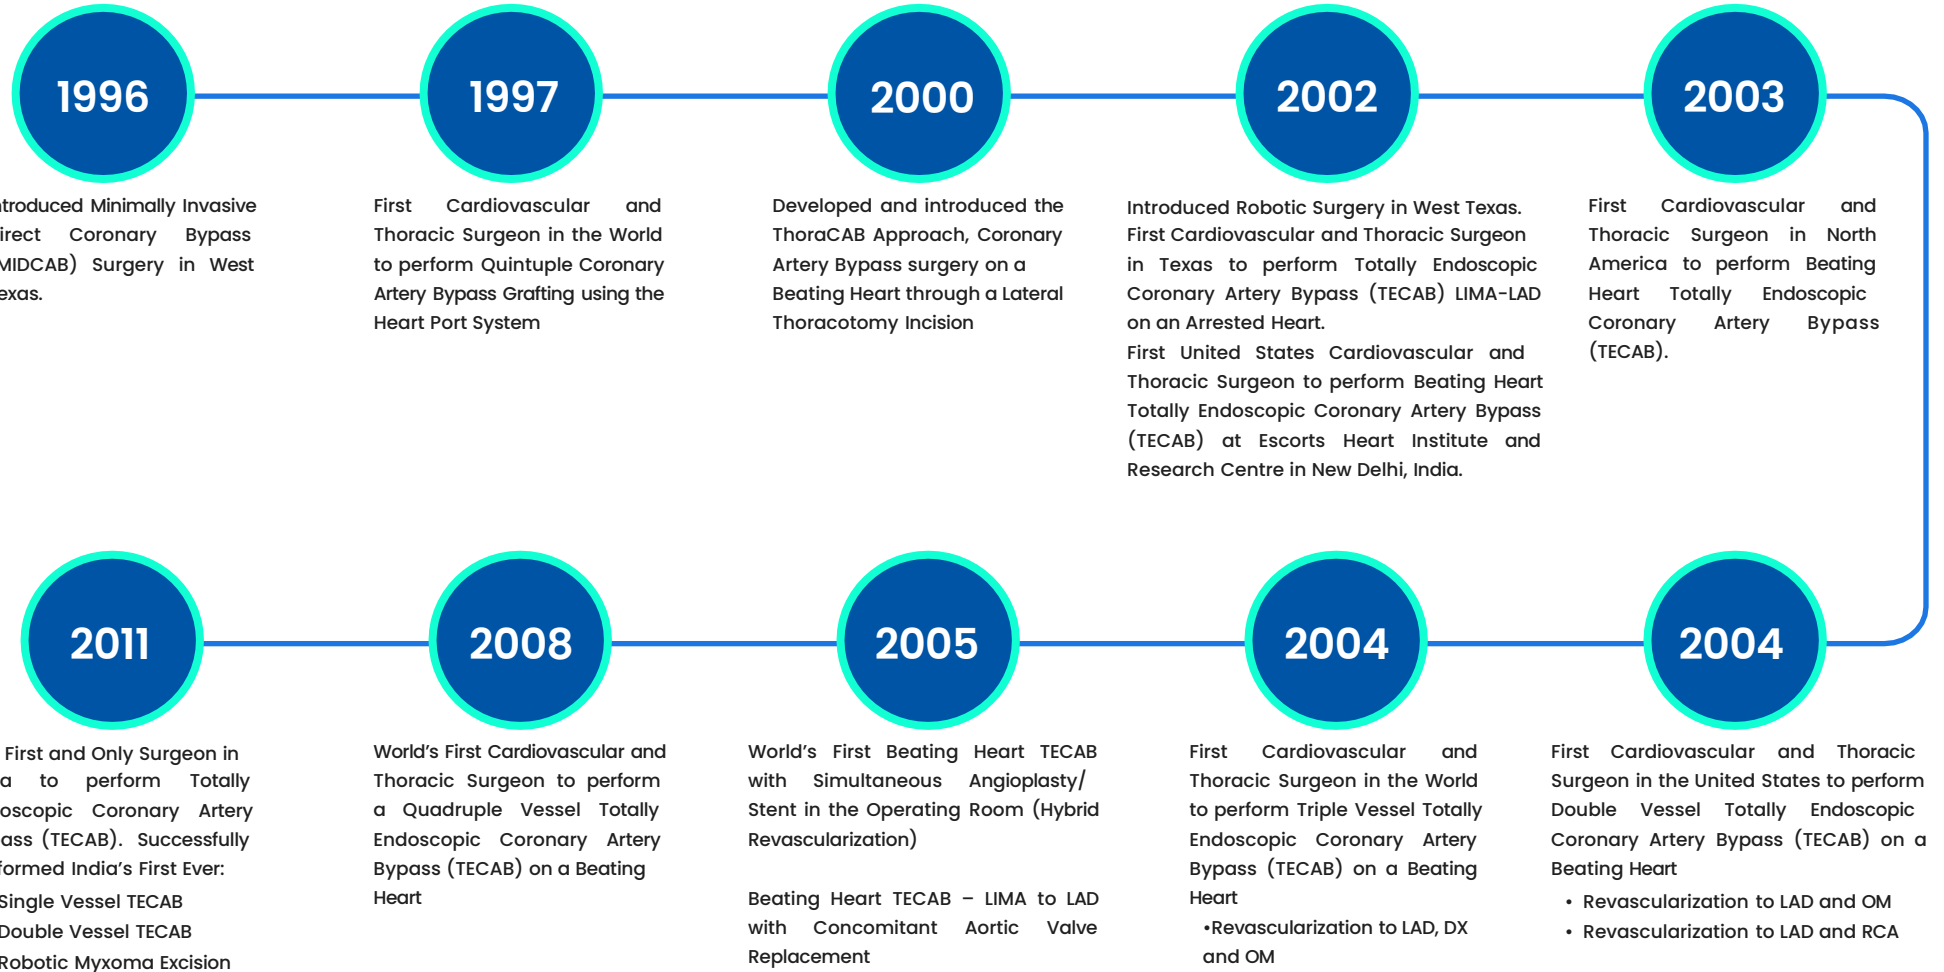 1996
ntroduced Minimally Invasive
irect Coronary Bypass
MIDCAB) Surgery in West
exas.
1997
First Cardiovascular and
Thoracic Surgeon in the World
to perform Quintuple Coronary
Artery Bypass Grafting using the
Heart Port System
2000
Developed and introduced the
ThoraCAB Approach, Coronary
Artery Bypass surgery on a
Beating Heart through a Lateral
Thoracotomy Incision
2002
Introduced Robotic Surgery in West Texas.
First Cardiovascular and Thoracic Surgeon
in Texas to perform Totally Endoscopic
Coronary Artery Bypass (TECAB) LIMA-LAD
on an Arrested Heart.
First United States Cardiovascular and
Thoracic Surgeon to perform Beating Heart
Totally Endoscopic Coronary Artery Bypass
(TECAB) at Escorts Heart Institute and
Research Centre in New Delhi, India.
2003
First Cardiovascular and
Thoracic Surgeon in North
America to perform Beating
Heart Totally Endoscopic
Coronary Artery Bypass
(TECAB).
2011
First and Only Surgeon in
a to perform Totally
oscopic Coronary Artery
ass (TECAB). Successfully
formed India's First Ever:
Single Vessel TECAB
Double Vessel TECAB
Robotic Myxoma Excision
2008
World's First Cardiovascular and
Thoracic Surgeon to perform
a Quadruple Vessel Totally
Endoscopic Coronary Artery
Bypass (TECAB) on a Beating
Heart
2005
World's First Beating Heart TECAB
with Simultaneous Angioplasty/
Stent in the Operating Room (Hybrid
Revascularization)
Beating Heart TECAB – LIMA to LAD
with Concomitant Aortic Valve
Replacement
2004
First Cardiovascular and
Thoracic Surgeon in the World
to perform Triple Vessel Totally
Endoscopic Coronary Artery
Bypass (TECAB) on a Beating
Heart
•Revascularization to LAD, DX
and OM
2004
First Cardiovascular and Thoracic
Surgeon in the United States to perform
Double Vessel Totally Endoscopic
Coronary Artery Bypass (TECAB) on a
Beating Heart
• Revascularization to LAD and OM
• Revascularization to LAD and RCA